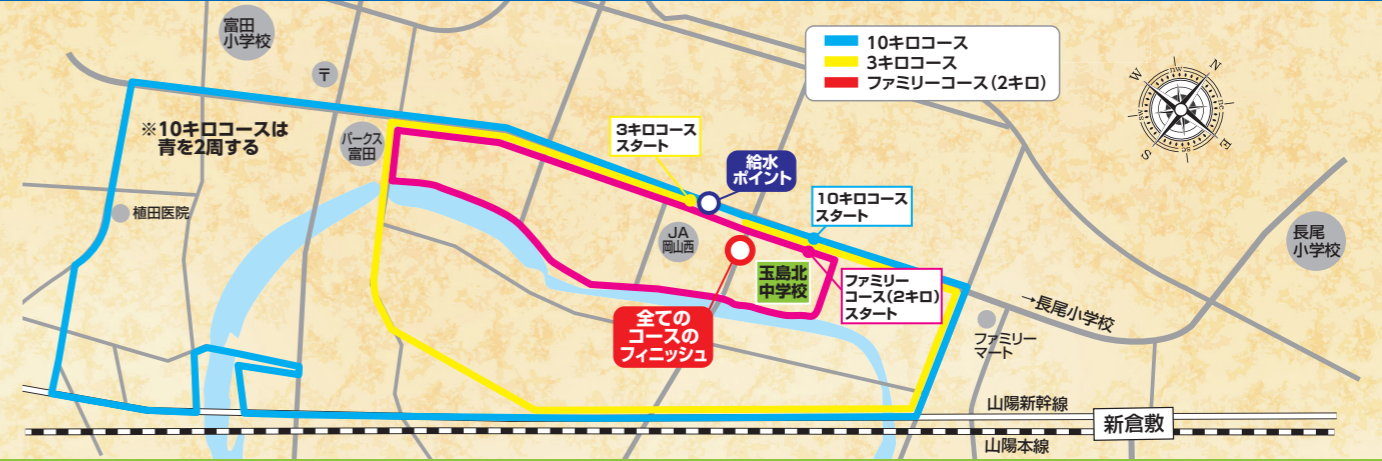 富田
小学校
〒
10キロコース
3キロコース
ファミリーコース（2キロ）
N
W
E
S
nw
ne
sw
se
※10キロコースは
青を2周する
パークス
富田
3キロコース
スタート
給水
ポイント
植田医院
10キロコース
スタート
JA
岡山西
長尾
小学校
玉島北
中学校
ファミリー
コース（2キロ）
スタート
→長尾小学校
全ての
コースの
フィニッシュ
ファミリー
マート
山陽新幹線
新倉敷
山陽本線